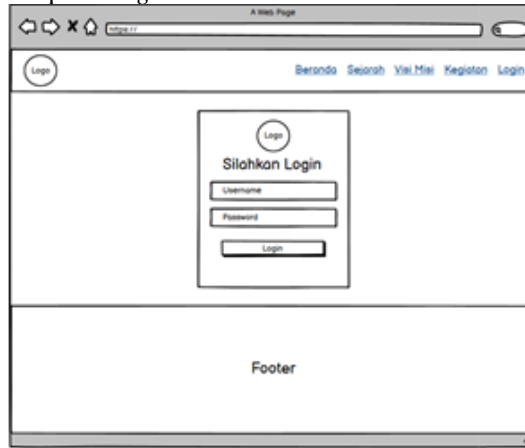 A Web Page
https://
Logo
Beranda Sejarah Visi Misi Kegiatan Login
Logo
Silahkan Login
Username
Password
Login
Footer